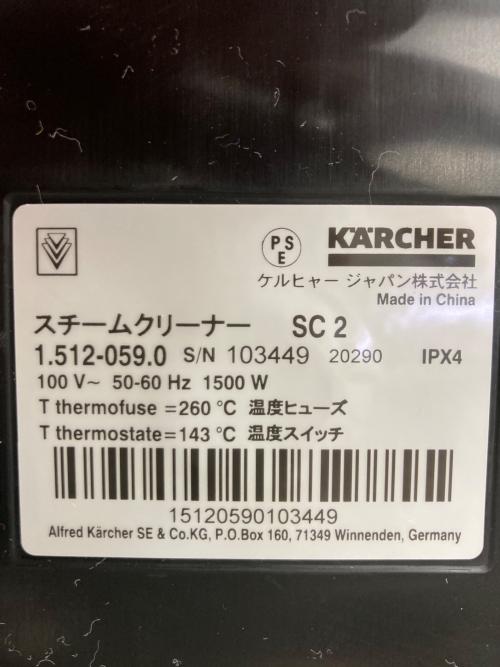 PS
E
KÄRCHER
ケルヒャー ジャパン株式会社
Made in China
スチームクリーナー SC 2
1.512-059.0 S/N 103449 20290 IPX4
100 V~ 50-60 Hz 1500 W
T thermofuse =260 °C 温度ヒューズ
T thermostate=143 °C 温度スイッチ
15120590103449
Alfred Kärcher SE & Co.KG, P.O.Box 160, 71349 Winnenden, Germany